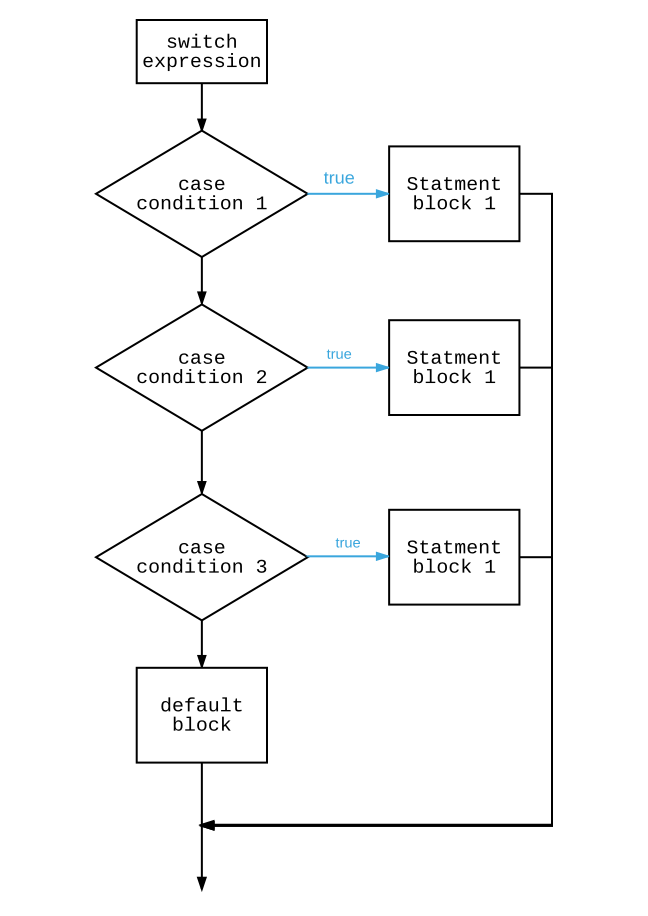 switch
expression
case
condition 1
true
Statment
block 1
case
condition 2
true
Statment
block 1
case
condition 3
true
Statment
block 1
default
block